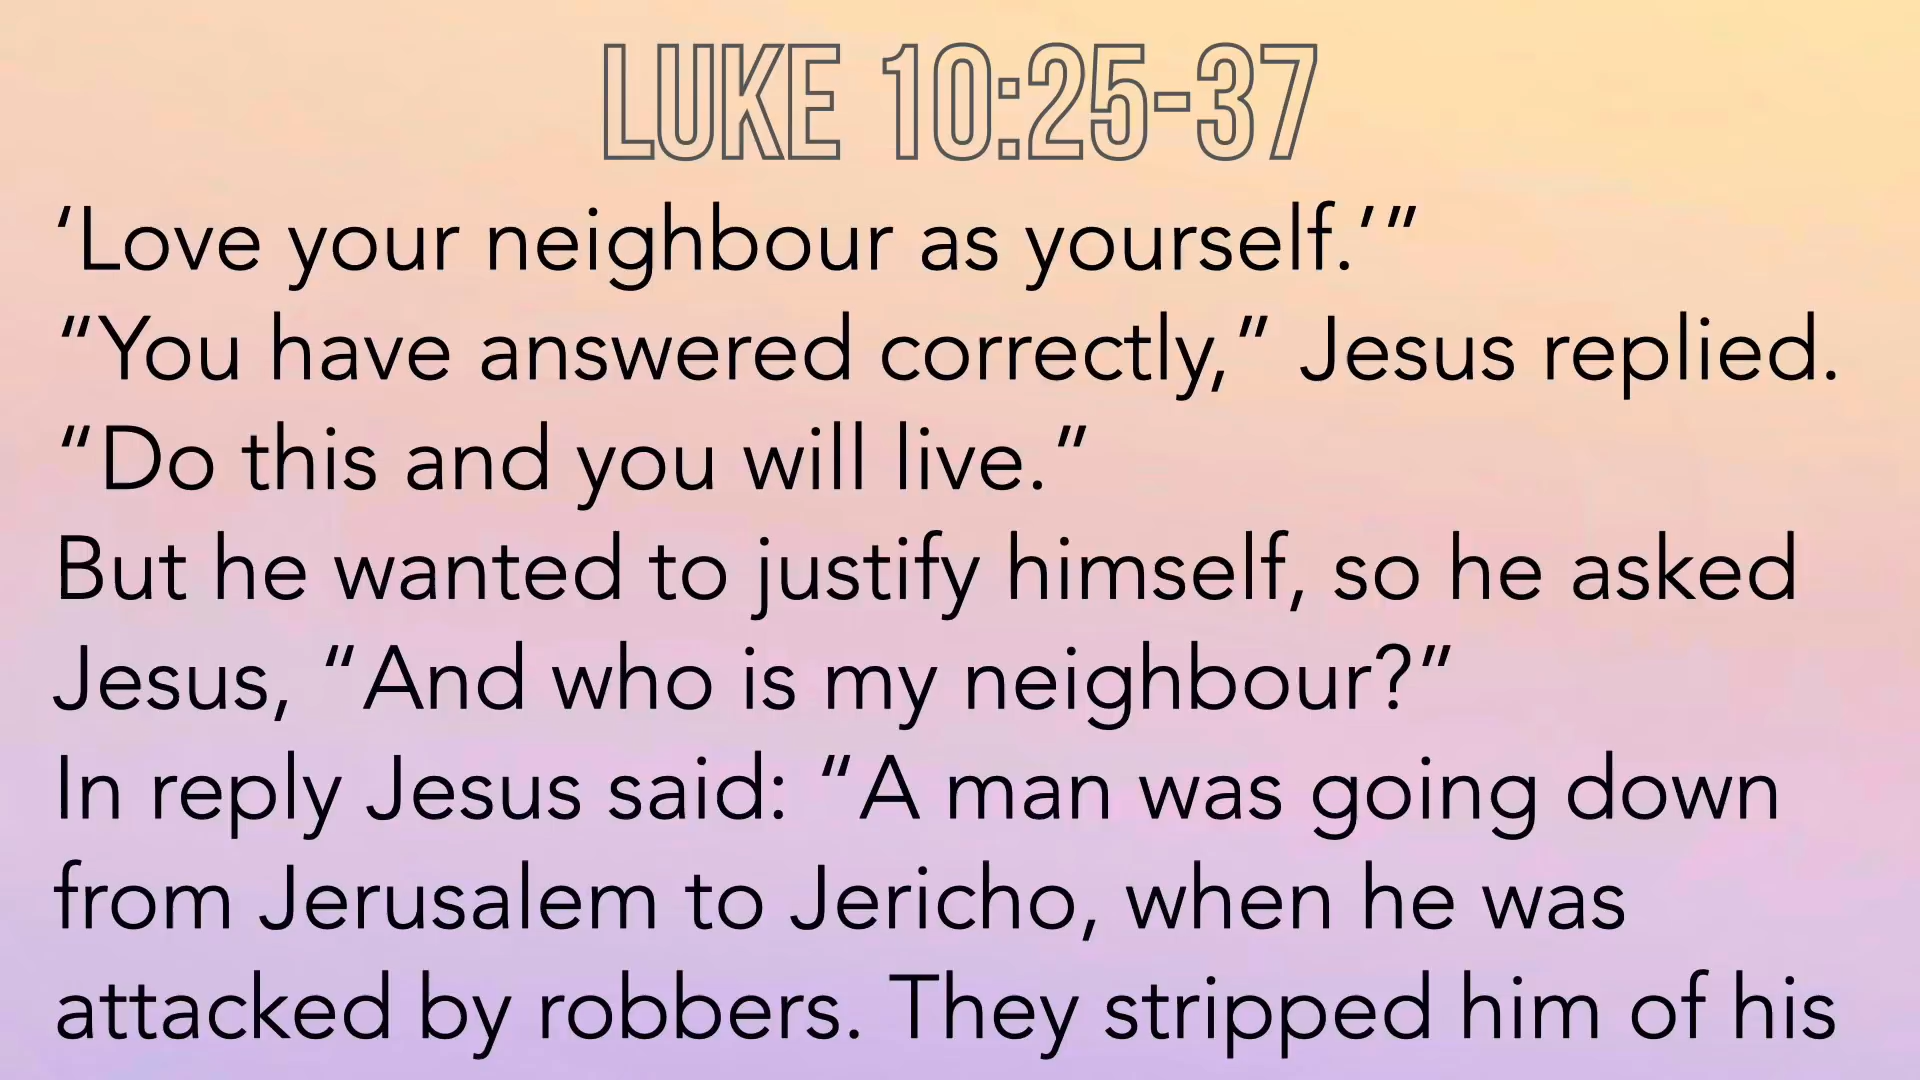 LUKE 10:25-37
‘Love your neighbour as yourself.’”
“You have answered correctly,” Jesus replied.
“Do this and you will live.”
But he wanted to justify himself, so he asked
Jesus, “And who is my neighbour?”
In reply Jesus said: “A man was going down
from Jerusalem to Jericho, when he was
attacked by robbers. They stripped him of his